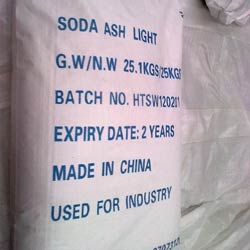 SODA ASH LIGHT
G.W/N.W 25.1KGS/25KGS
BATCH NO. HTSW120201
EXPIRY DATE: 2 YEARS
MADE IN CHINA
USED FOR INDUSTRY